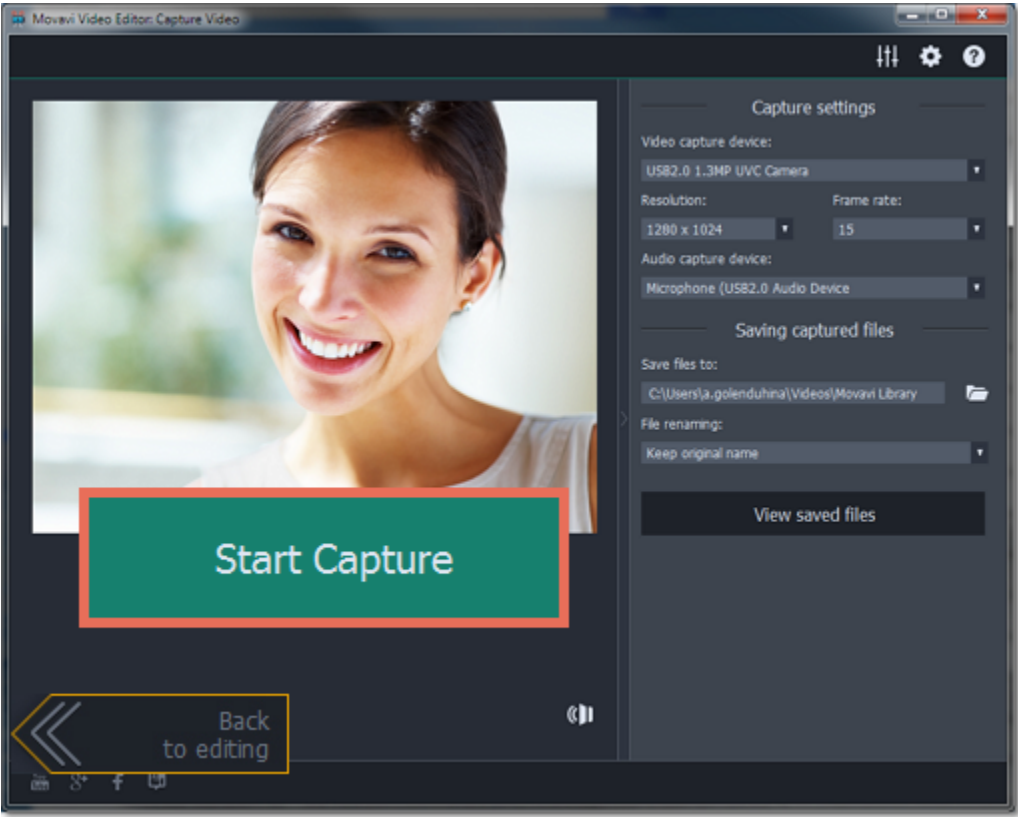 Movavi Video Editor: Capture Video
Capture settings
Video capture device:
USB2.0 1.3MP UVC Camera
Resolution: Frame rate:
1280 x 1024 15
Audio capture device:
Microphone (USB2.0 Audio Device
Saving captured files
Save files to:
C:\Users\a.golenduhina\Videos\Movavi Library
File renaming:
Keep original name
View saved files
Start Capture
Back
to editing